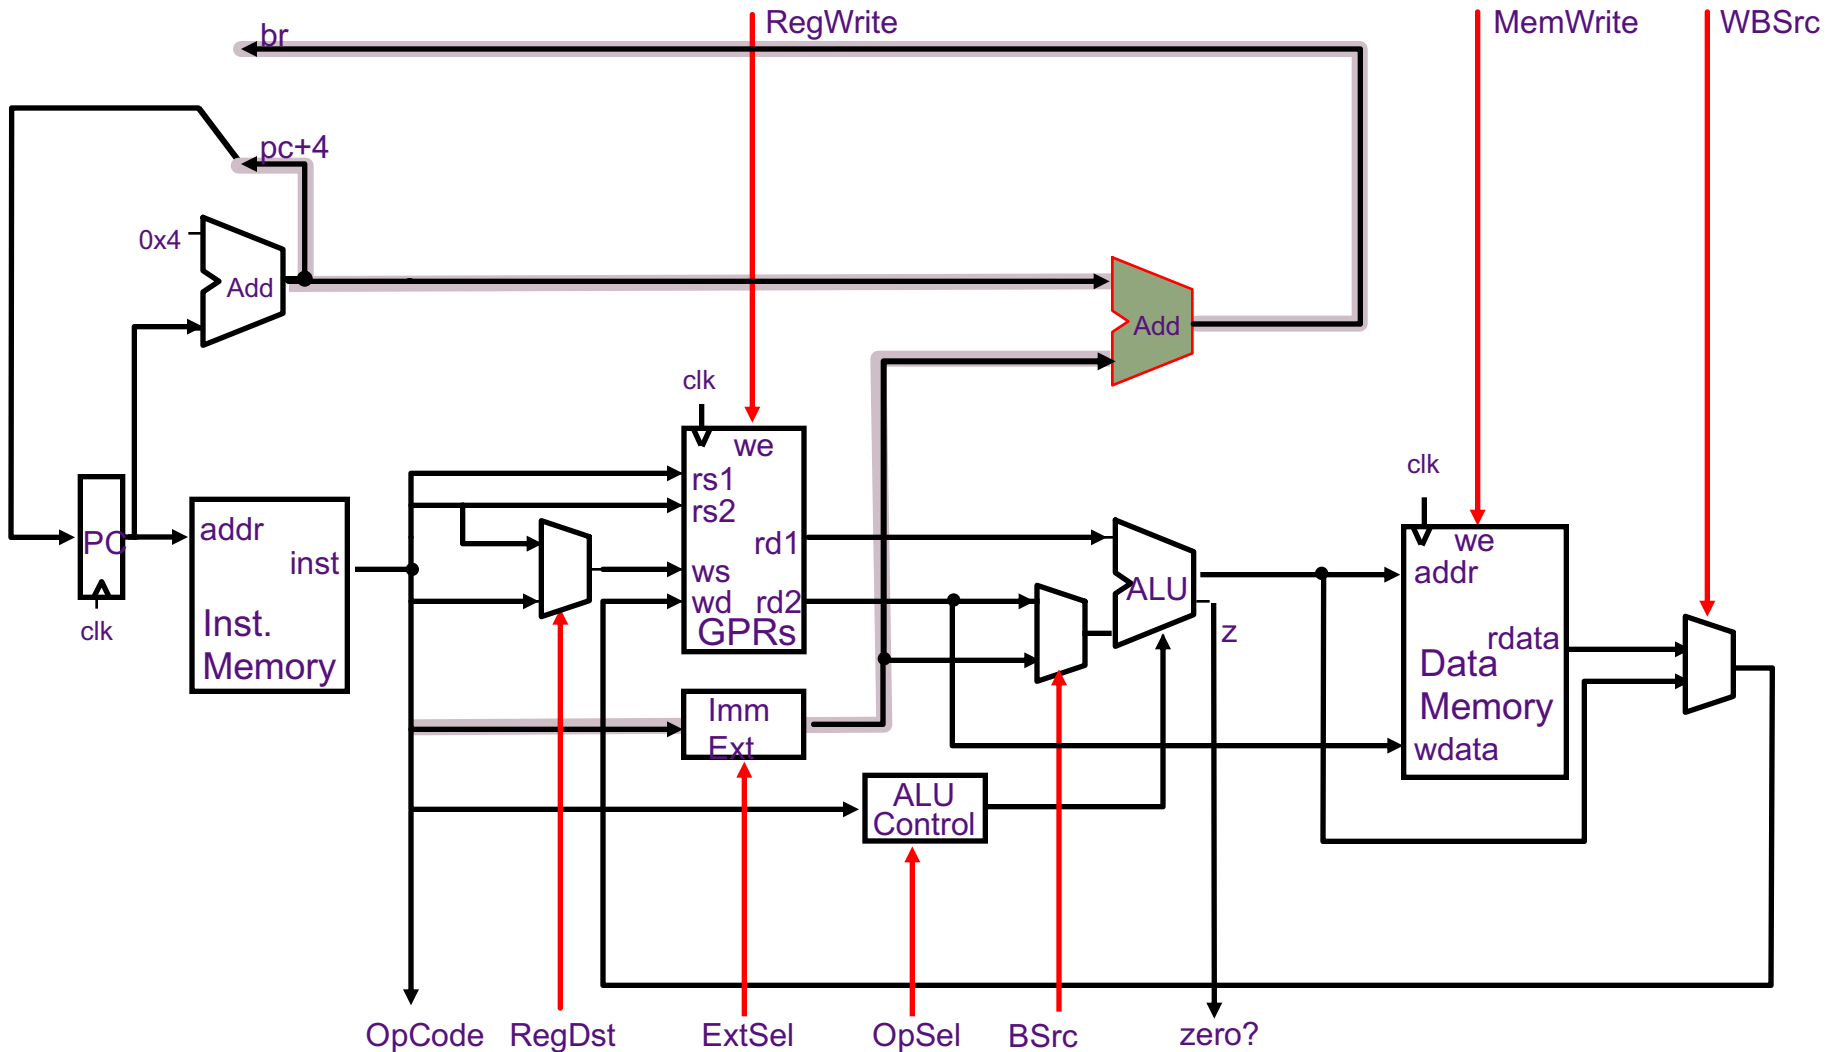 br
RegWrite
MemWrite
WBSrc
pc+4
0x4
Add
Add
clk
we
rs1
rs2
rd1
ws
wd
rd2
GPRs
PC
clk
addr
inst
Inst.
Memory
ALU
z
clk
we
addr
rdata
Data
Memory
wdata
Imm
Ext
ALU
Control
OpCode
RegDst
ExtSel
OpSel
BSrc
zero?